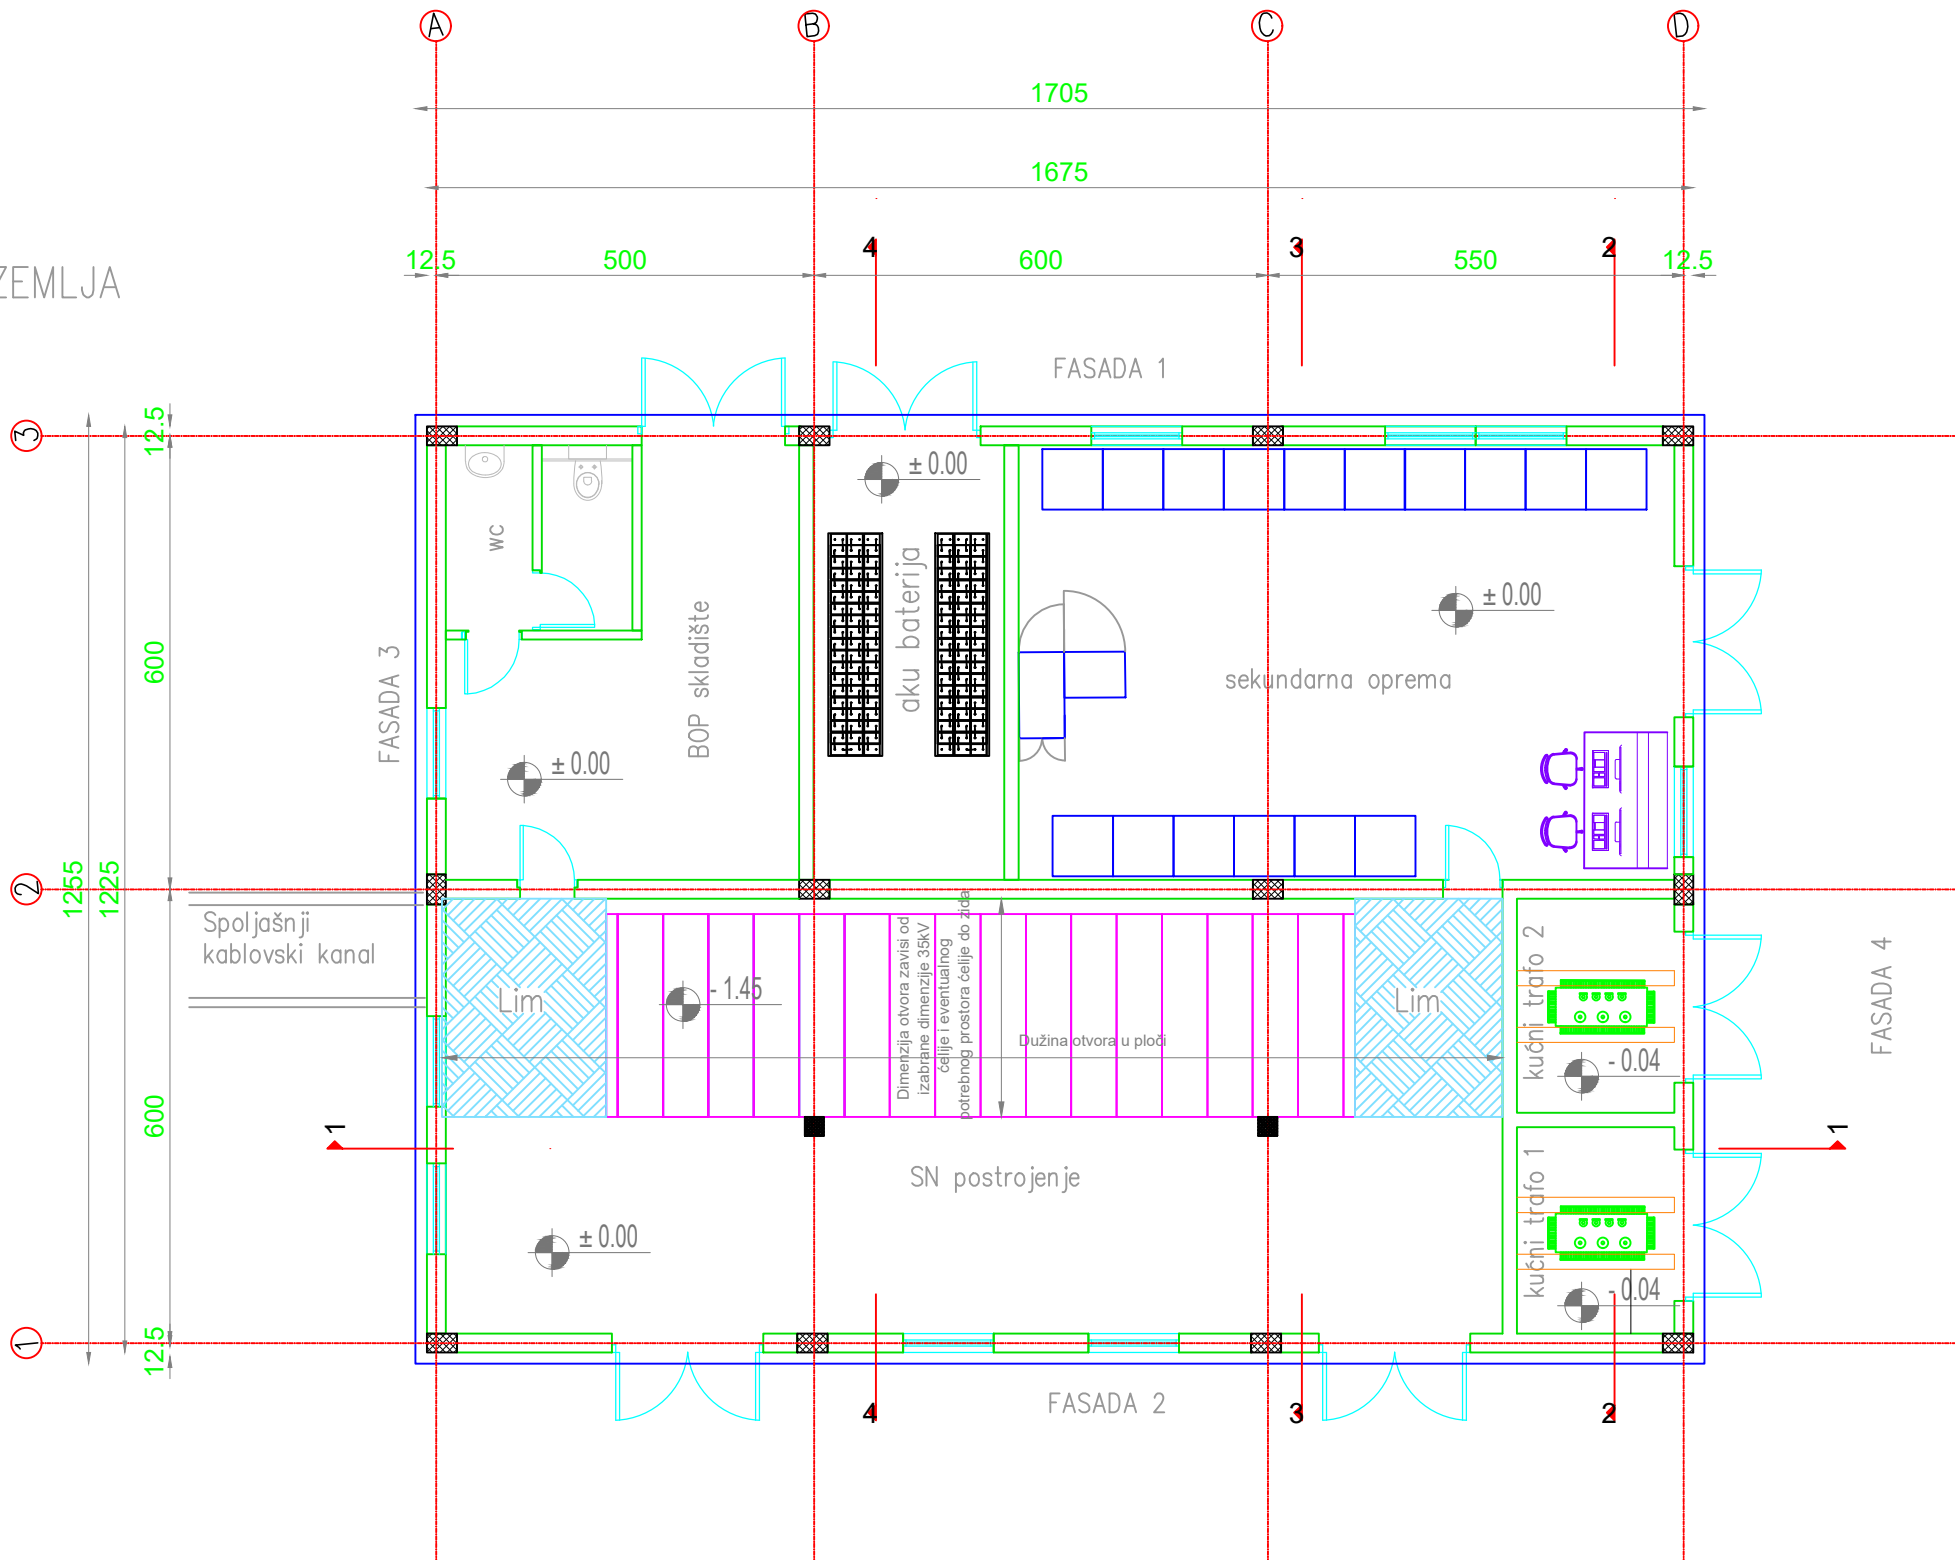 A
B
C
D
1705
1675
12.5
500
4
600
3
550
2
12.5
ZEMLJA
FASADA 1
3
12.5
± 0.00
wc
aku baterija
± 0.00
600
FASADA 3
BOP skladište
sekundarna oprema
± 0.00
2
1255
1225
Spoljašnji
kablovski kanal
Lim
- 1.45
Dimenzija otvora zavisi od
izabrane dimenzije 35kV
ćelije i eventualnog
potrebnog prostora ćelije do zida
Dužina otvora u ploči
Lim
kućni trafo 2
- 0.04
FASADA 4
600
1
1
SN postrojenje
kućni trafo 1
± 0.00
- 0.04
1
12.5
4
FASADA 2
3
2